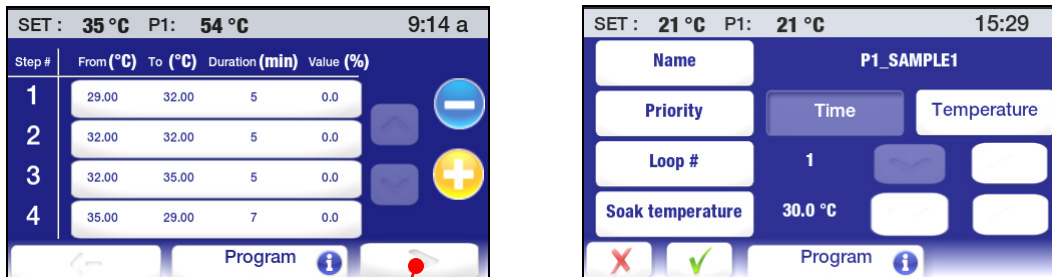 SET : 35 °C P1: 54 °C 9:14 a
Step # From (°C) To (°C) Duration (min) Value (%)
1 29.00 32.00 5 0.0
2 32.00 32.00 5 0.0
3 32.00 35.00 5 0.0
4 35.00 29.00 7 0.0
Program i
SET : 21 °C P1: 21 °C 15:29
Name P1_SAMPLE1
Priority Time Temperature
Loop # 1
Soak temperature 30.0 °C
Program i